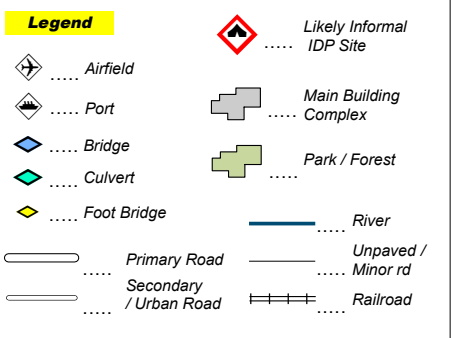 Legend
..... Airfield
..... Port
..... Bridge
..... Culvert
..... Foot Bridge
..... Primary Road
Secondary
..... / Urban Road
Likely Informal
..... IDP Site
Main Building
..... Complex
Park / Forest
.....
River
.....
Unpaved /
..... Minor rd
..... Railroad